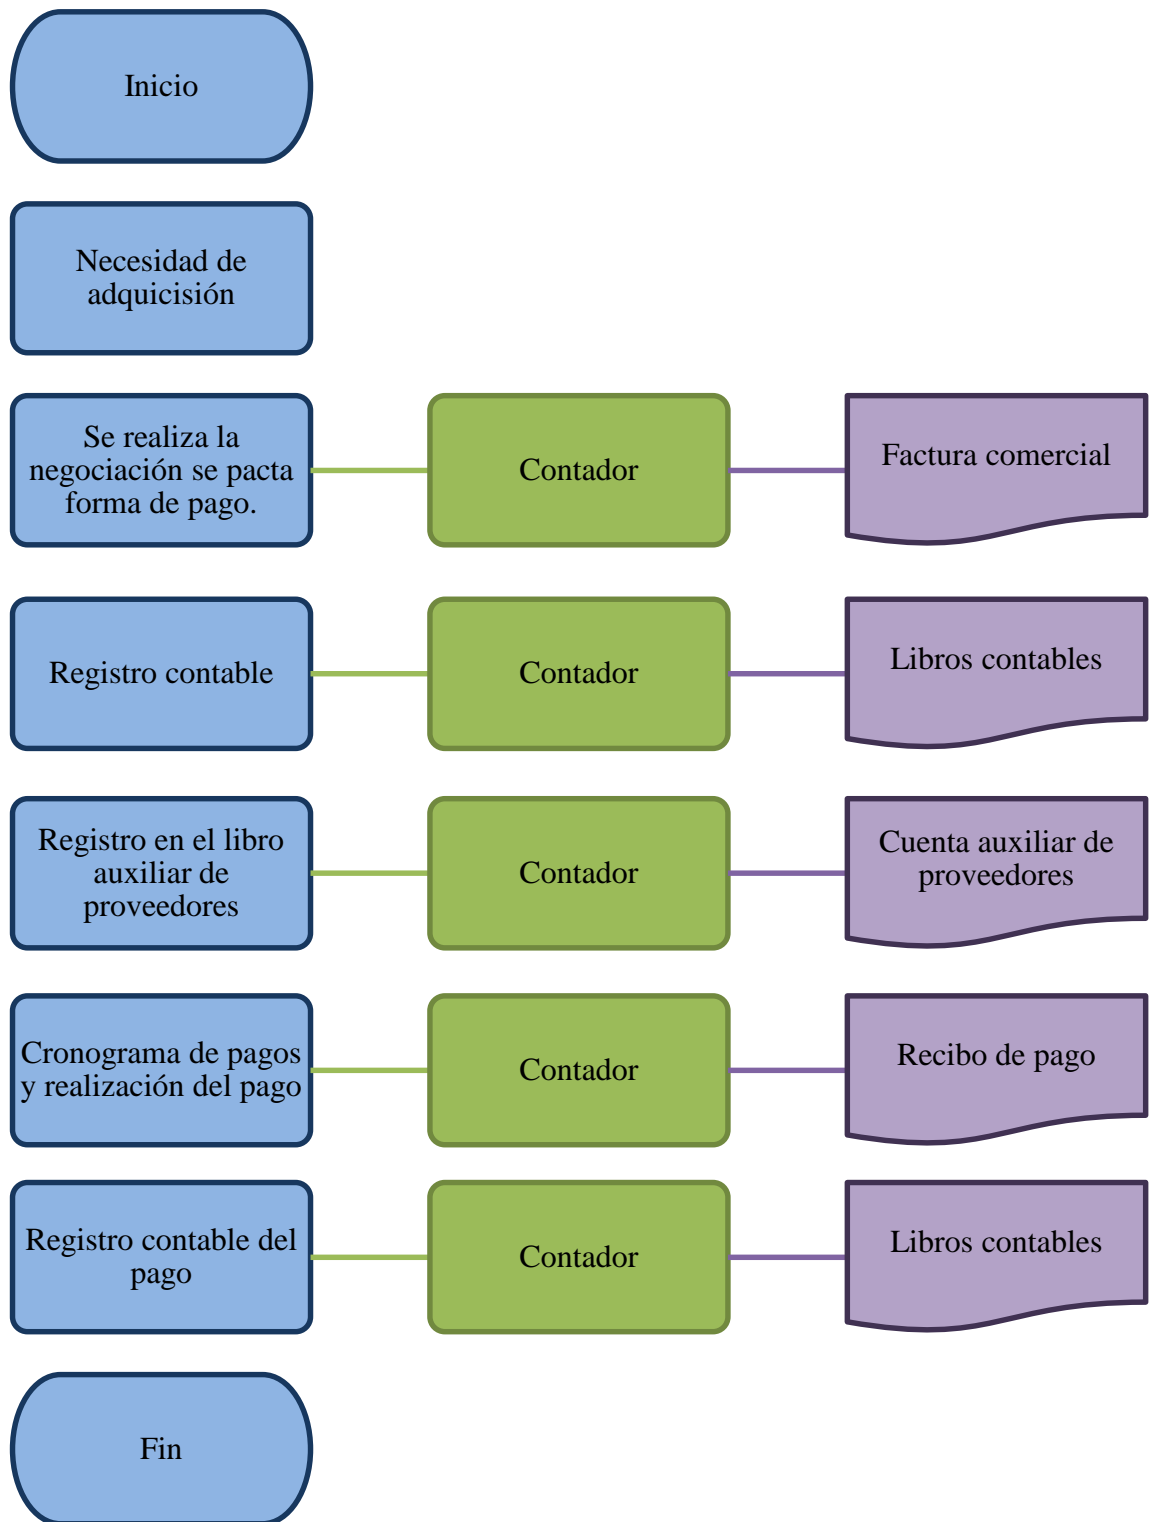 Inicio
Necesidad de
adquicisión
Se realiza la
negociación se pacta
forma de pago.
Contador
Factura comercial
Registro contable
Contador
Libros contables
Registro en el libro
auxiliar de
proveedores
Contador
Cuenta auxiliar de
proveedores
Cronograma de pagos
y realización del pago
Contador
Recibo de pago
Registro contable del
pago
Contador
Libros contables
Fin